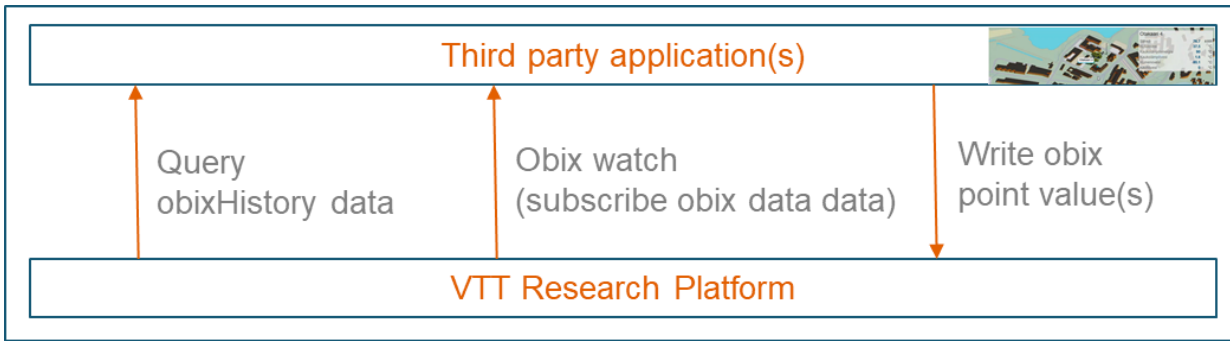 Third party application(s)
Query
obixHistory data
Obix watch
(subscribe obix data data)
Write obix
point value(s)
VTT Research Platform